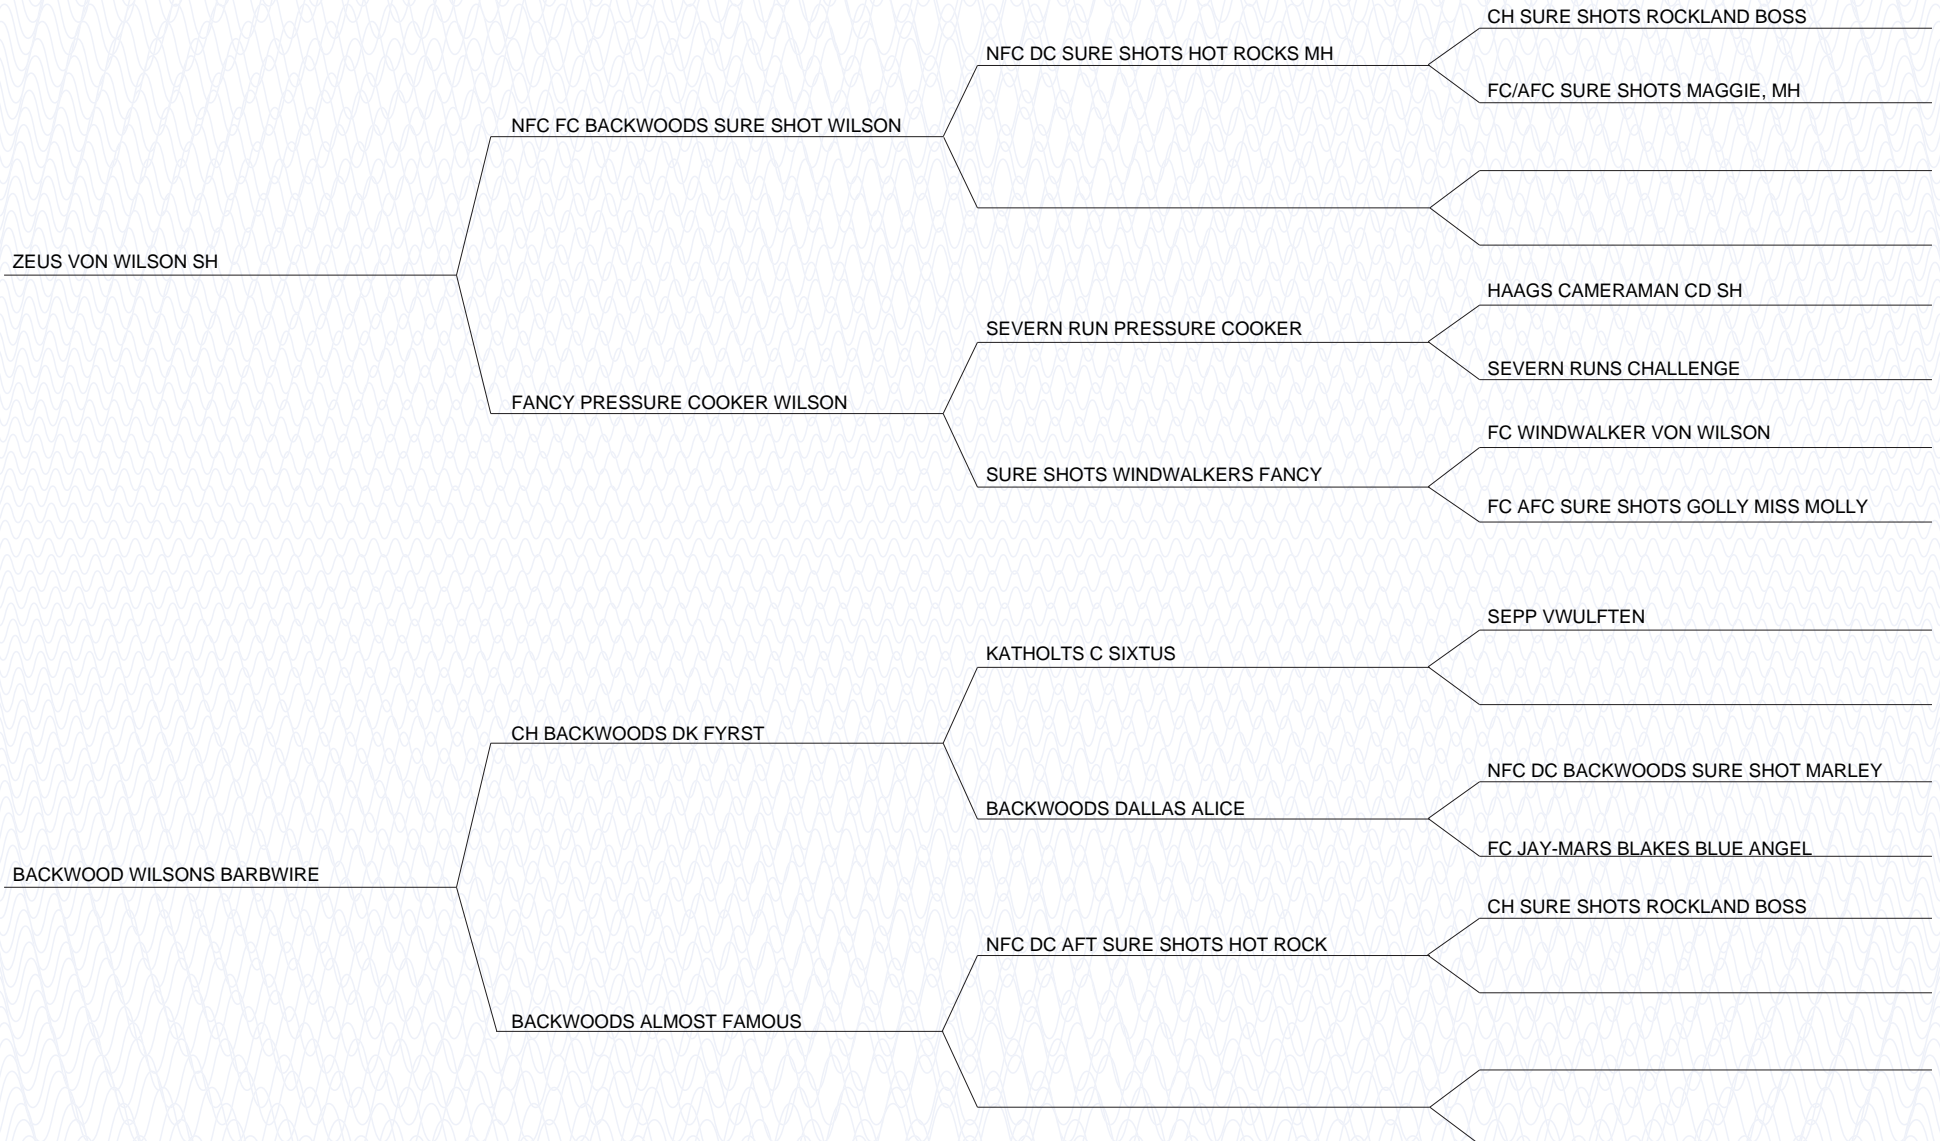 CH SURE SHOTS ROCKLAND BOSS
NFC DC SURE SHOTS HOT ROCKS MH
FC/AFC SURE SHOTS MAGGIE, MH
NFC FC BACKWOODS SURE SHOT WILSON
ZEUS VON WILSON SH
HAAGS CAMERAMAN CD SH
SEVERN RUN PRESSURE COOKER
SEVERN RUNS CHALLENGE
FANCY PRESSURE COOKER WILSON
FC WINDWALKER VON WILSON
SURE SHOTS WINDWALKERS FANCY
FC AFC SURE SHOTS GOLLY MISS MOLLY
SEPP VWULFTEN
KATHOLTS C SIXTUS
CH BACKWOODS DK FYRST
NFC DC BACKWOODS SURE SHOT MARLEY
BACKWOODS DALLAS ALICE
FC JAY-MARS BLAKES BLUE ANGEL
BACKWOOD WILSONS BARBWIRE
CH SURE SHOTS ROCKLAND BOSS
NFC DC AFT SURE SHOTS HOT ROCK
BACKWOODS ALMOST FAMOUS